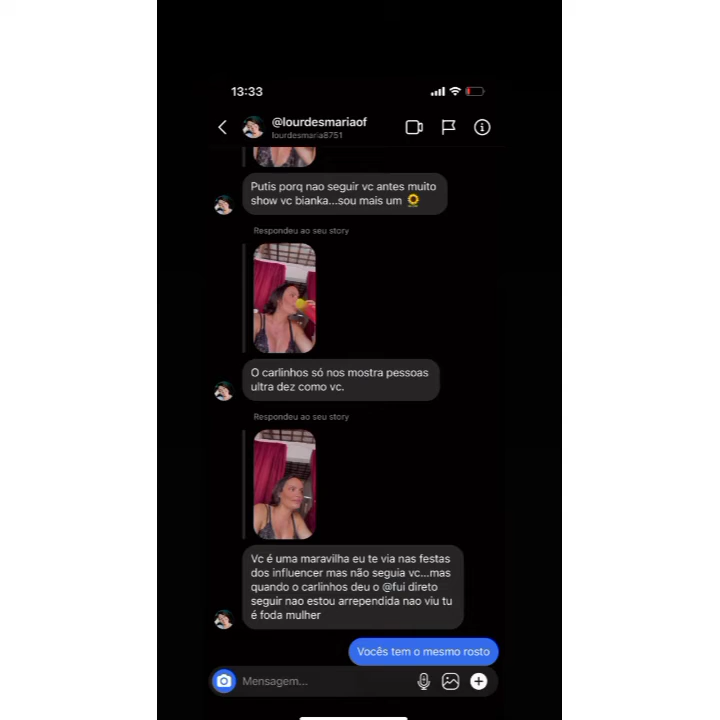 13:33
@lourdesmariaof
lourdesmaria8751
Putis porq nao seguir vc antes muito
show vc bianka...sou mais um 🌻
Respondeu ao seu story
O carlinhos só nos mostra pessoas
ultra dez como vc.
Respondeu ao seu story
Vc é uma maravilha eu te via nas festas
dos influencer mas não seguia vc...mas
quando o carlinhos deu o @fui direto
seguir nao estou arrependida nao viu tu
é foda mulher
Vocês tem o mesmo rosto
Mensagem...